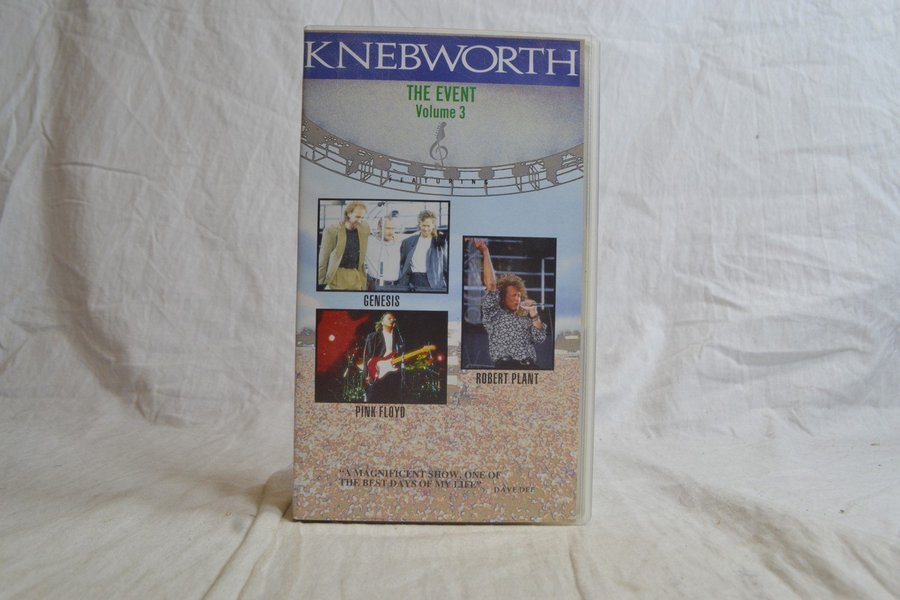 KNEBWORTH
THE EVENT
Volume 3
FEATURING
GENESIS
ROBERT PLANT
PINK FLOYD
“A MAGNIFICENT SHOW, ONE OF
THE BEST DAYS OF MY LIFE” DAVE DEE